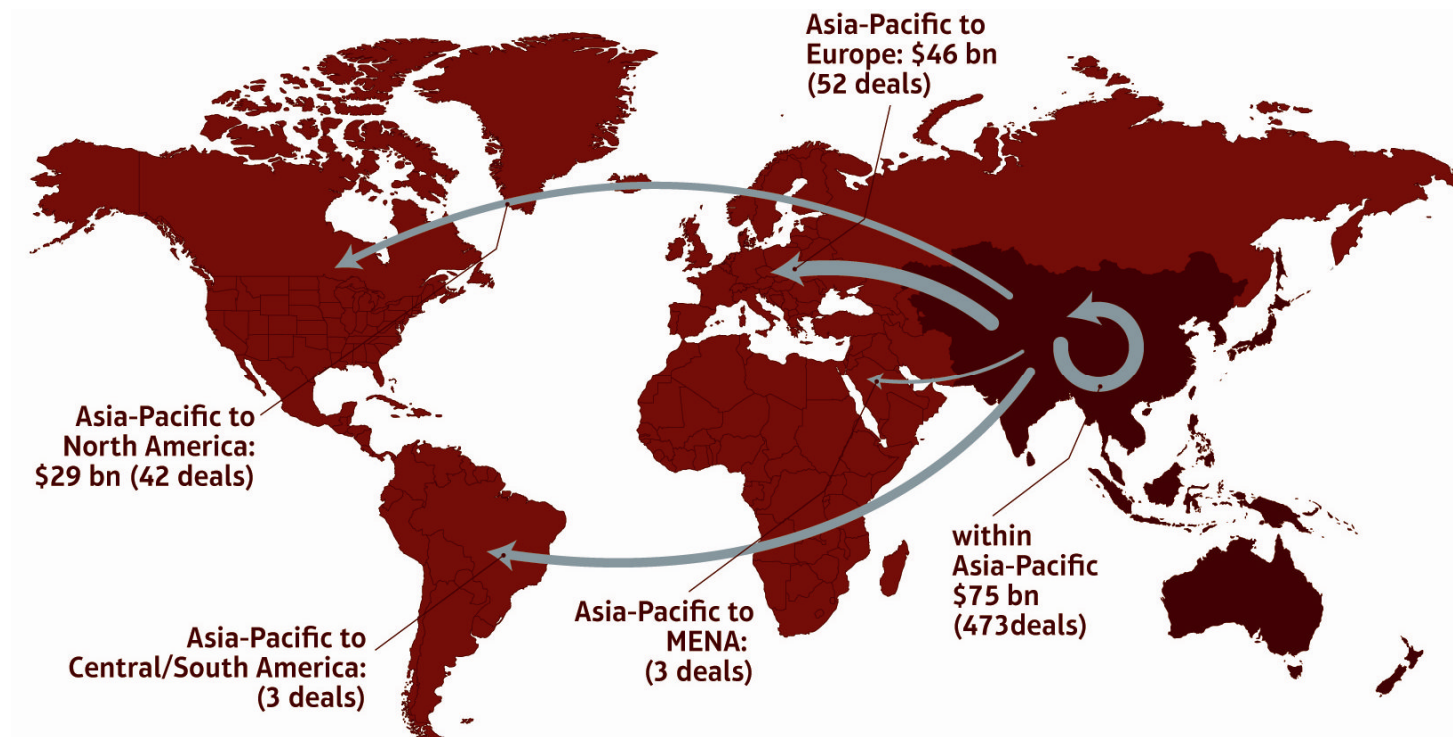 Asia-Pacific to
Europe: $46 bn
(52 deals)
Asia-Pacific to
North America:
$29 bn (42 deals)
within
Asia-Pacific
$75 bn
(473deals)
Asia-Pacific to
MENA:
(3 deals)
Asia-Pacific to
Central/South America:
(3 deals)